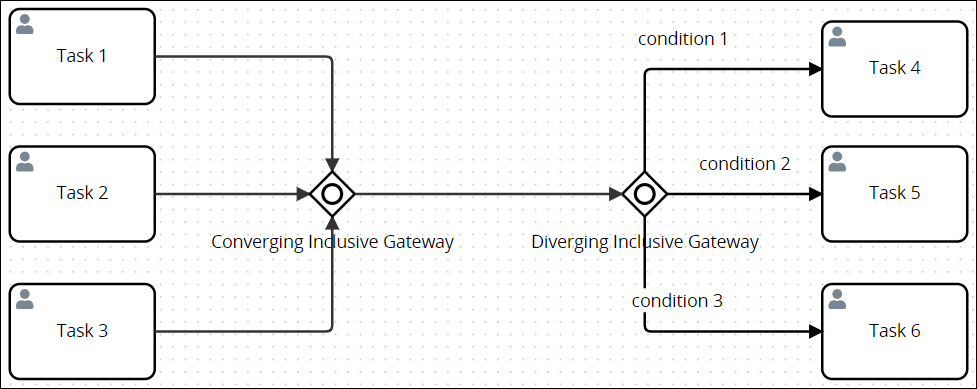 Task 1
condition 1
Task 4
Task 2
condition 2
Task 5
Converging Inclusive Gateway
Diverging Inclusive Gateway
Task 3
condition 3
Task 6